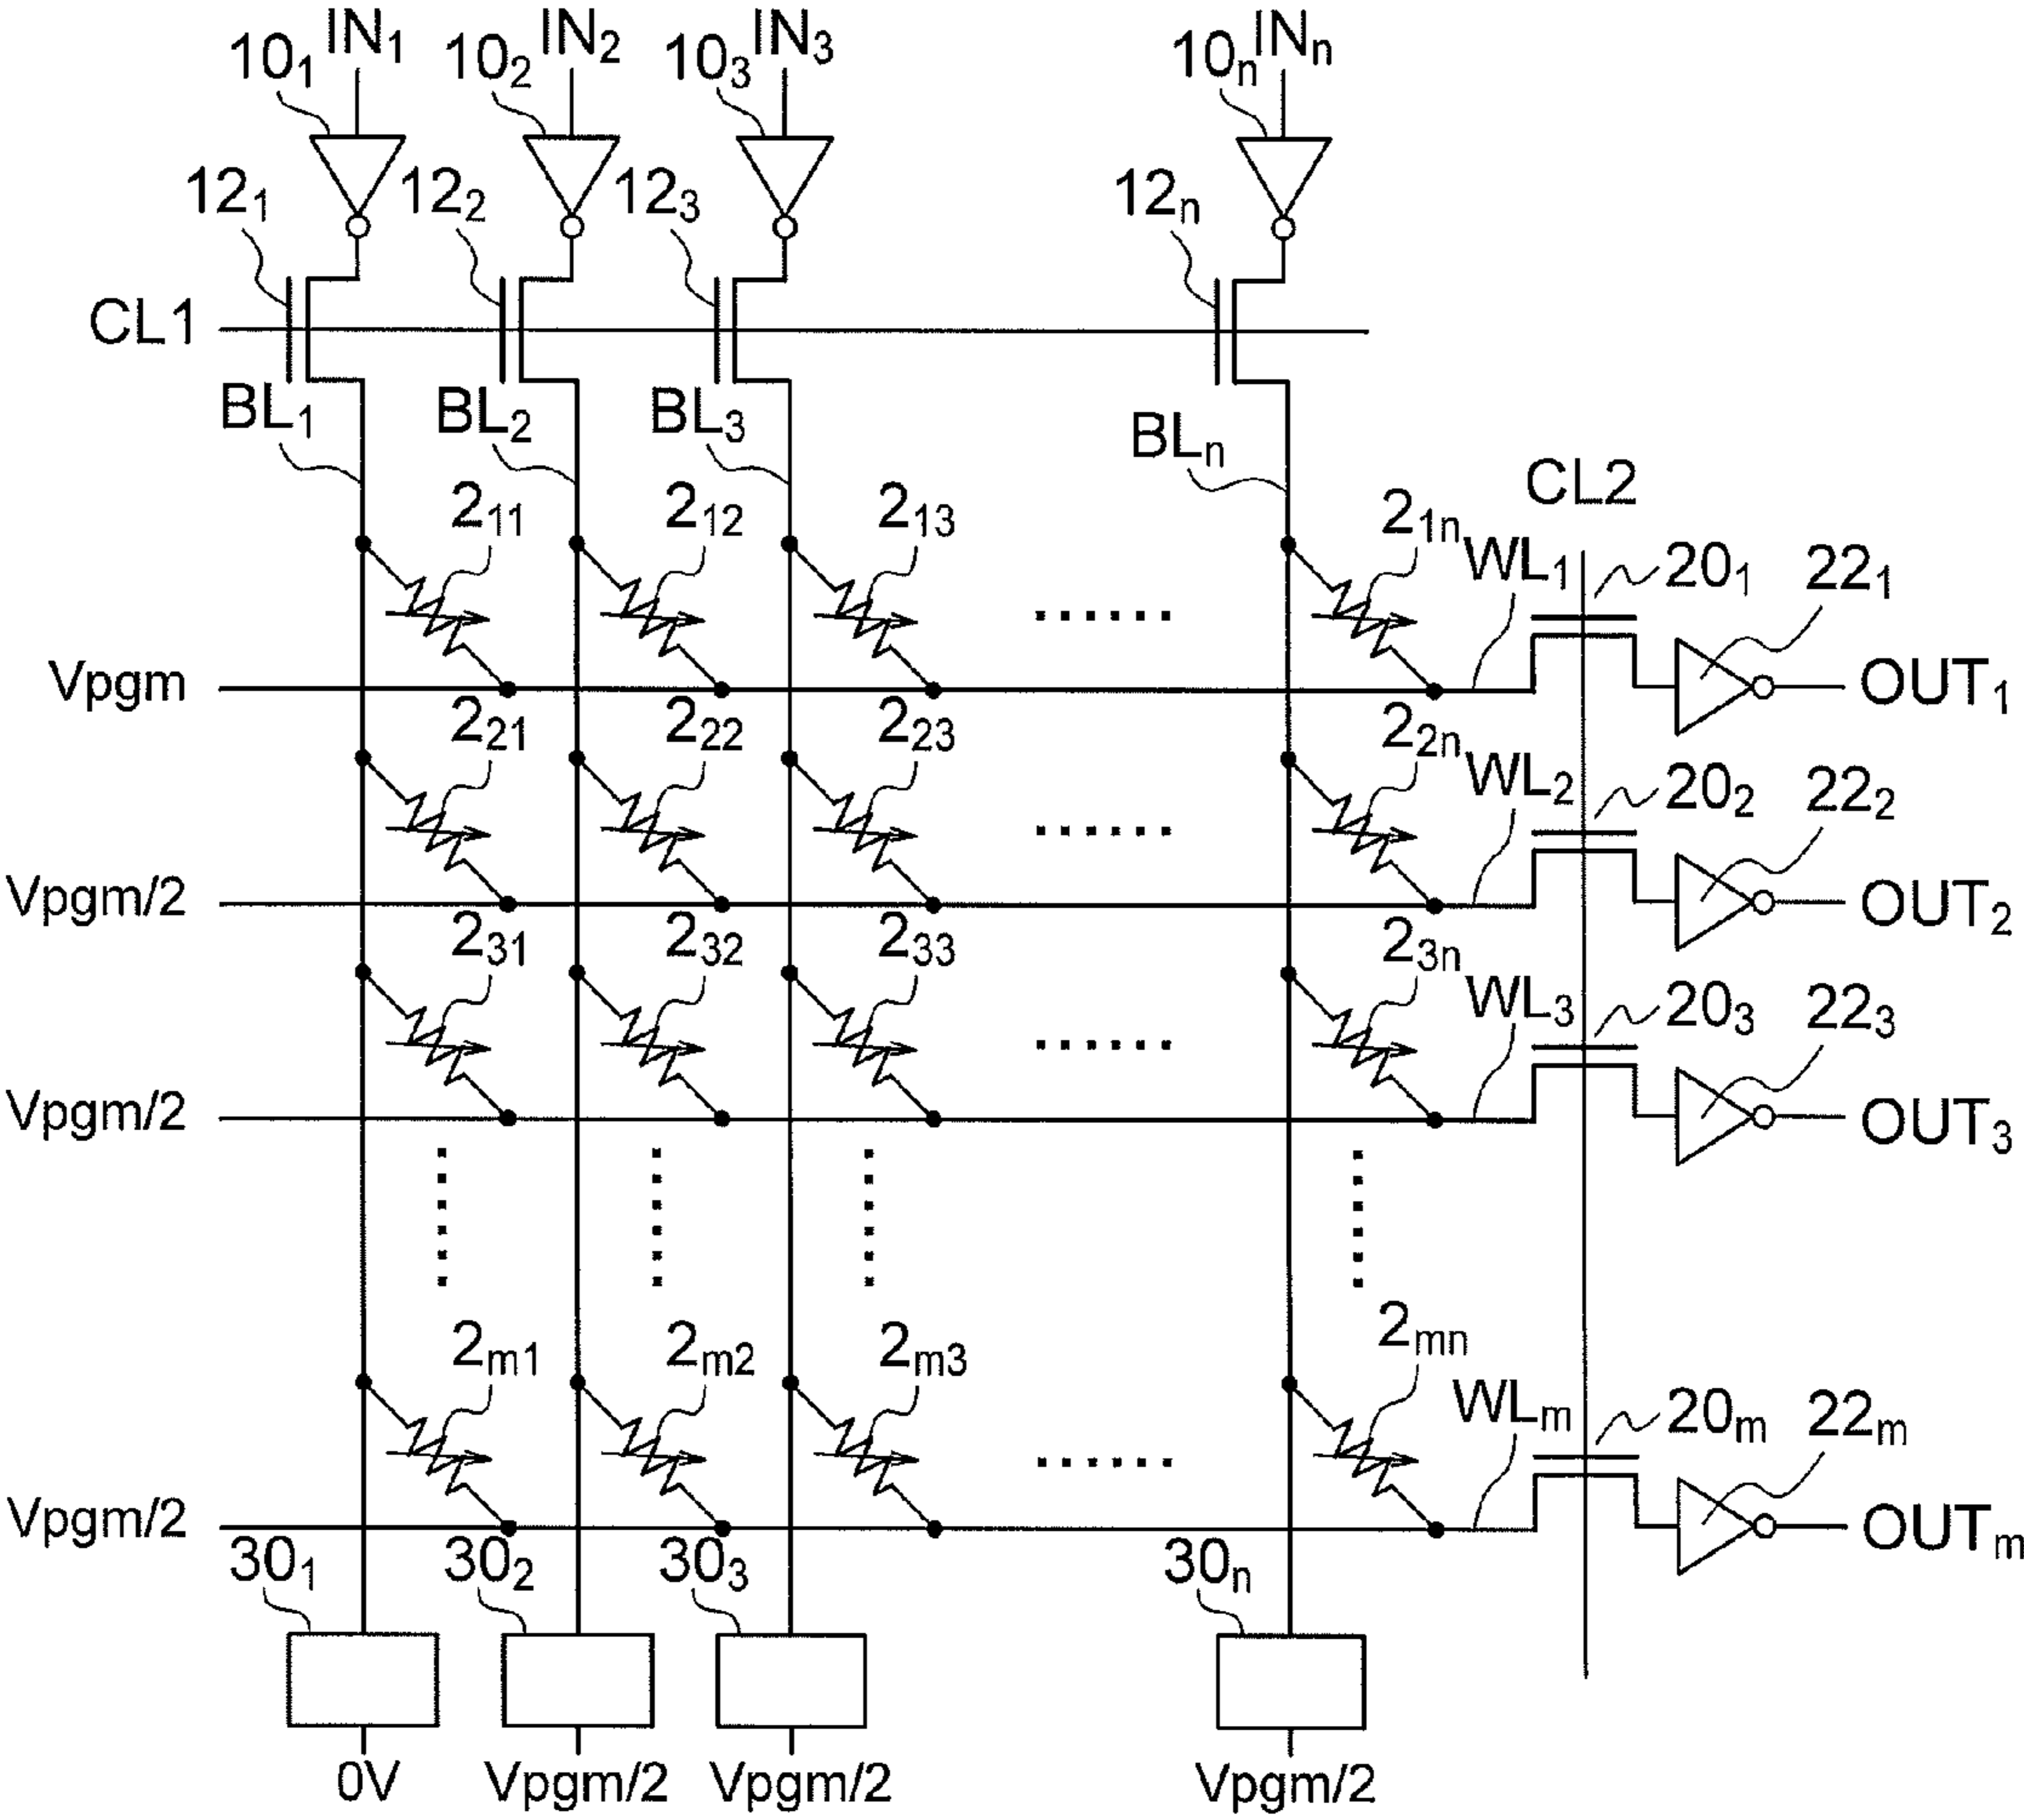 10₁ IN₁ 10₂ IN₂ 10₃ IN₃ 10ₙ INₙ
12₁ 12₂ 12₃ 12ₙ
CL1
BL₁ BL₂ BL₃ BLₙ
CL2
2₁₁ 2₁₂ 2₁₃ 2₁ₙ WL₁ 20₁ 22₁
Vpgm OUT₁
2₂₁ 2₂₂ 2₂₃ 2₂ₙ WL₂ 20₂ 22₂
Vpgm/2 OUT₂
2₃₁ 2₃₂ 2₃₃ 2₃ₙ WL₃ 20₃ 22₃
Vpgm/2 OUT₃
2ₘ₁ 2ₘ₂ 2ₘ₃ 2ₘₙ WLₘ 20ₘ 22ₘ
Vpgm/2 OUTₘ
30₁ 30₂ 30₃ 30ₙ
0V Vpgm/2 Vpgm/2 Vpgm/2